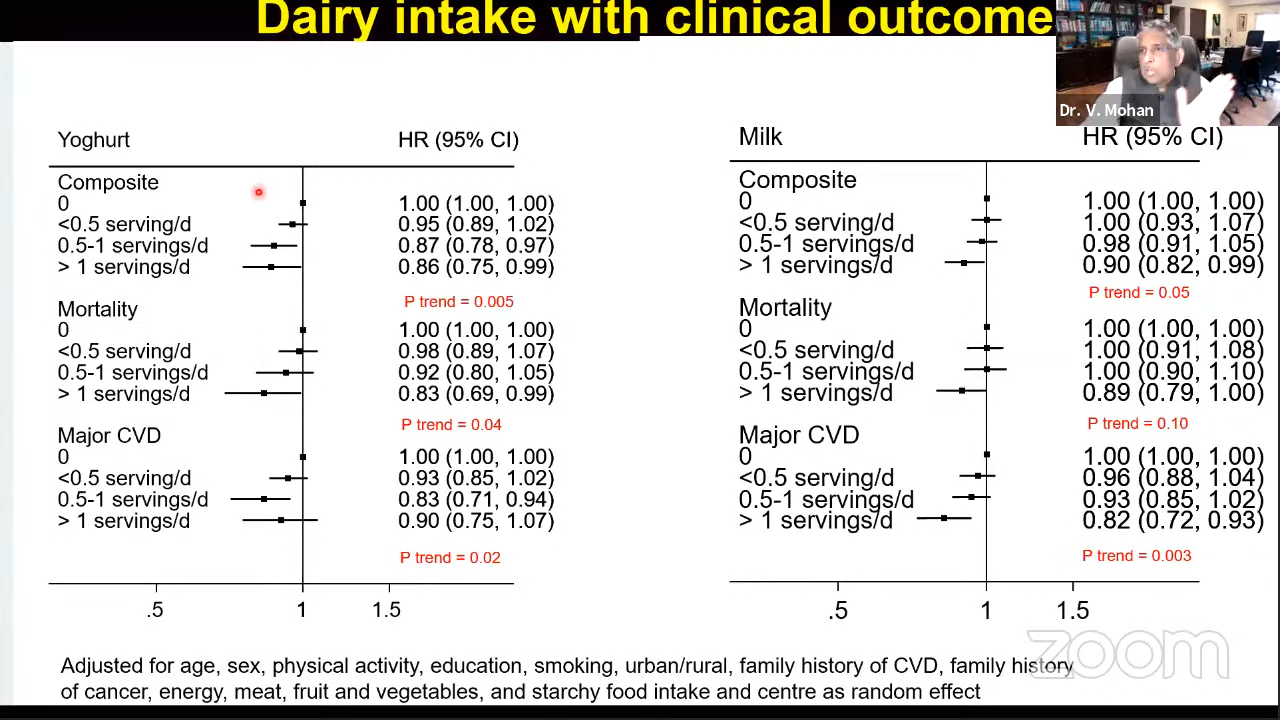 Dairy intake with clinical outcome
Dr. V. Mohan
Yoghurt HR (95% CI)
Composite
0 1.00 (1.00, 1.00)
<0.5 serving/d 0.95 (0.89, 1.02)
0.5-1 servings/d 0.87 (0.78, 0.97)
> 1 servings/d 0.86 (0.75, 0.99)
P trend = 0.005
Mortality
0 1.00 (1.00, 1.00)
<0.5 serving/d 0.98 (0.89, 1.07)
0.5-1 servings/d 0.92 (0.80, 1.05)
> 1 servings/d 0.83 (0.69, 0.99)
P trend = 0.04
Major CVD
0 1.00 (1.00, 1.00)
<0.5 serving/d 0.93 (0.85, 1.02)
0.5-1 servings/d 0.83 (0.71, 0.94)
> 1 servings/d 0.90 (0.75, 1.07)
P trend = 0.02
.5 1 1.5
Milk HR (95% CI)
Composite
0 1.00 (1.00, 1.00)
<0.5 serving/d 1.00 (0.93, 1.07)
0.5-1 servings/d 0.98 (0.91, 1.05)
> 1 servings/d 0.90 (0.82, 0.99)
P trend = 0.05
Mortality
0 1.00 (1.00, 1.00)
<0.5 serving/d 1.00 (0.91, 1.08)
0.5-1 servings/d 1.00 (0.90, 1.10)
> 1 servings/d 0.89 (0.79, 1.00)
P trend = 0.10
Major CVD
0 1.00 (1.00, 1.00)
<0.5 serving/d 0.96 (0.88, 1.04)
0.5-1 servings/d 0.93 (0.85, 1.02)
> 1 servings/d 0.82 (0.72, 0.93)
P trend = 0.003
.5 1 1.5
zoom
Adjusted for age, sex, physical activity, education, smoking, urban/rural, family history of CVD, family history
of cancer, energy, meat, fruit and vegetables, and starchy food intake and centre as random effect